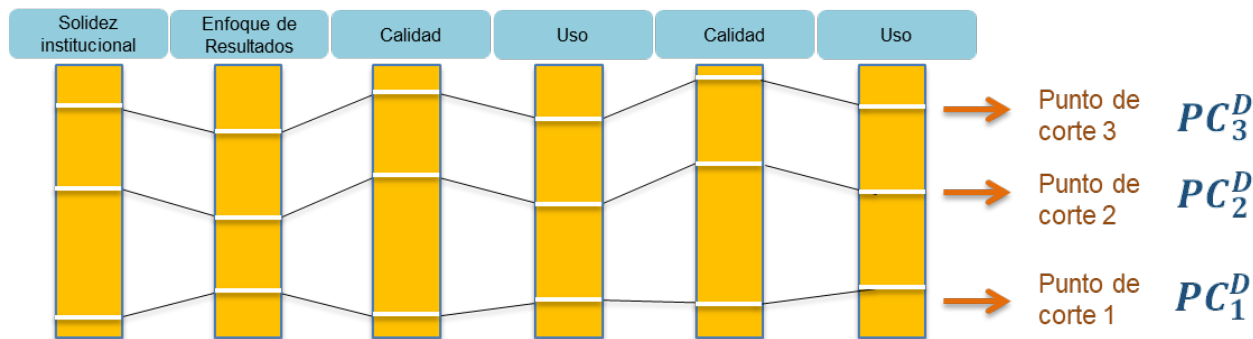 Solidez
institucional
Enfoque de
Resultados
Calidad
Uso
Calidad
Uso
Punto de
corte 3
PC₃ᴰ
Punto de
corte 2
PC₂ᴰ
Punto de
corte 1
PC₁ᴰ